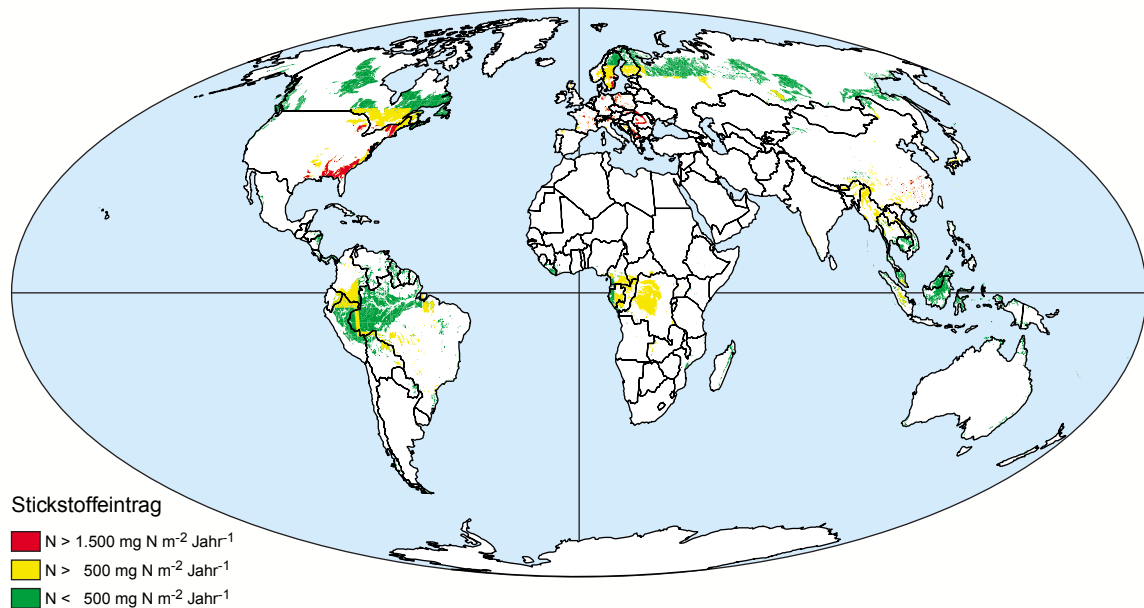 Stickstoffeintrag
N > 1.500 mg N m⁻² Jahr⁻¹
N > 500 mg N m⁻² Jahr⁻¹
N < 500 mg N m⁻² Jahr⁻¹